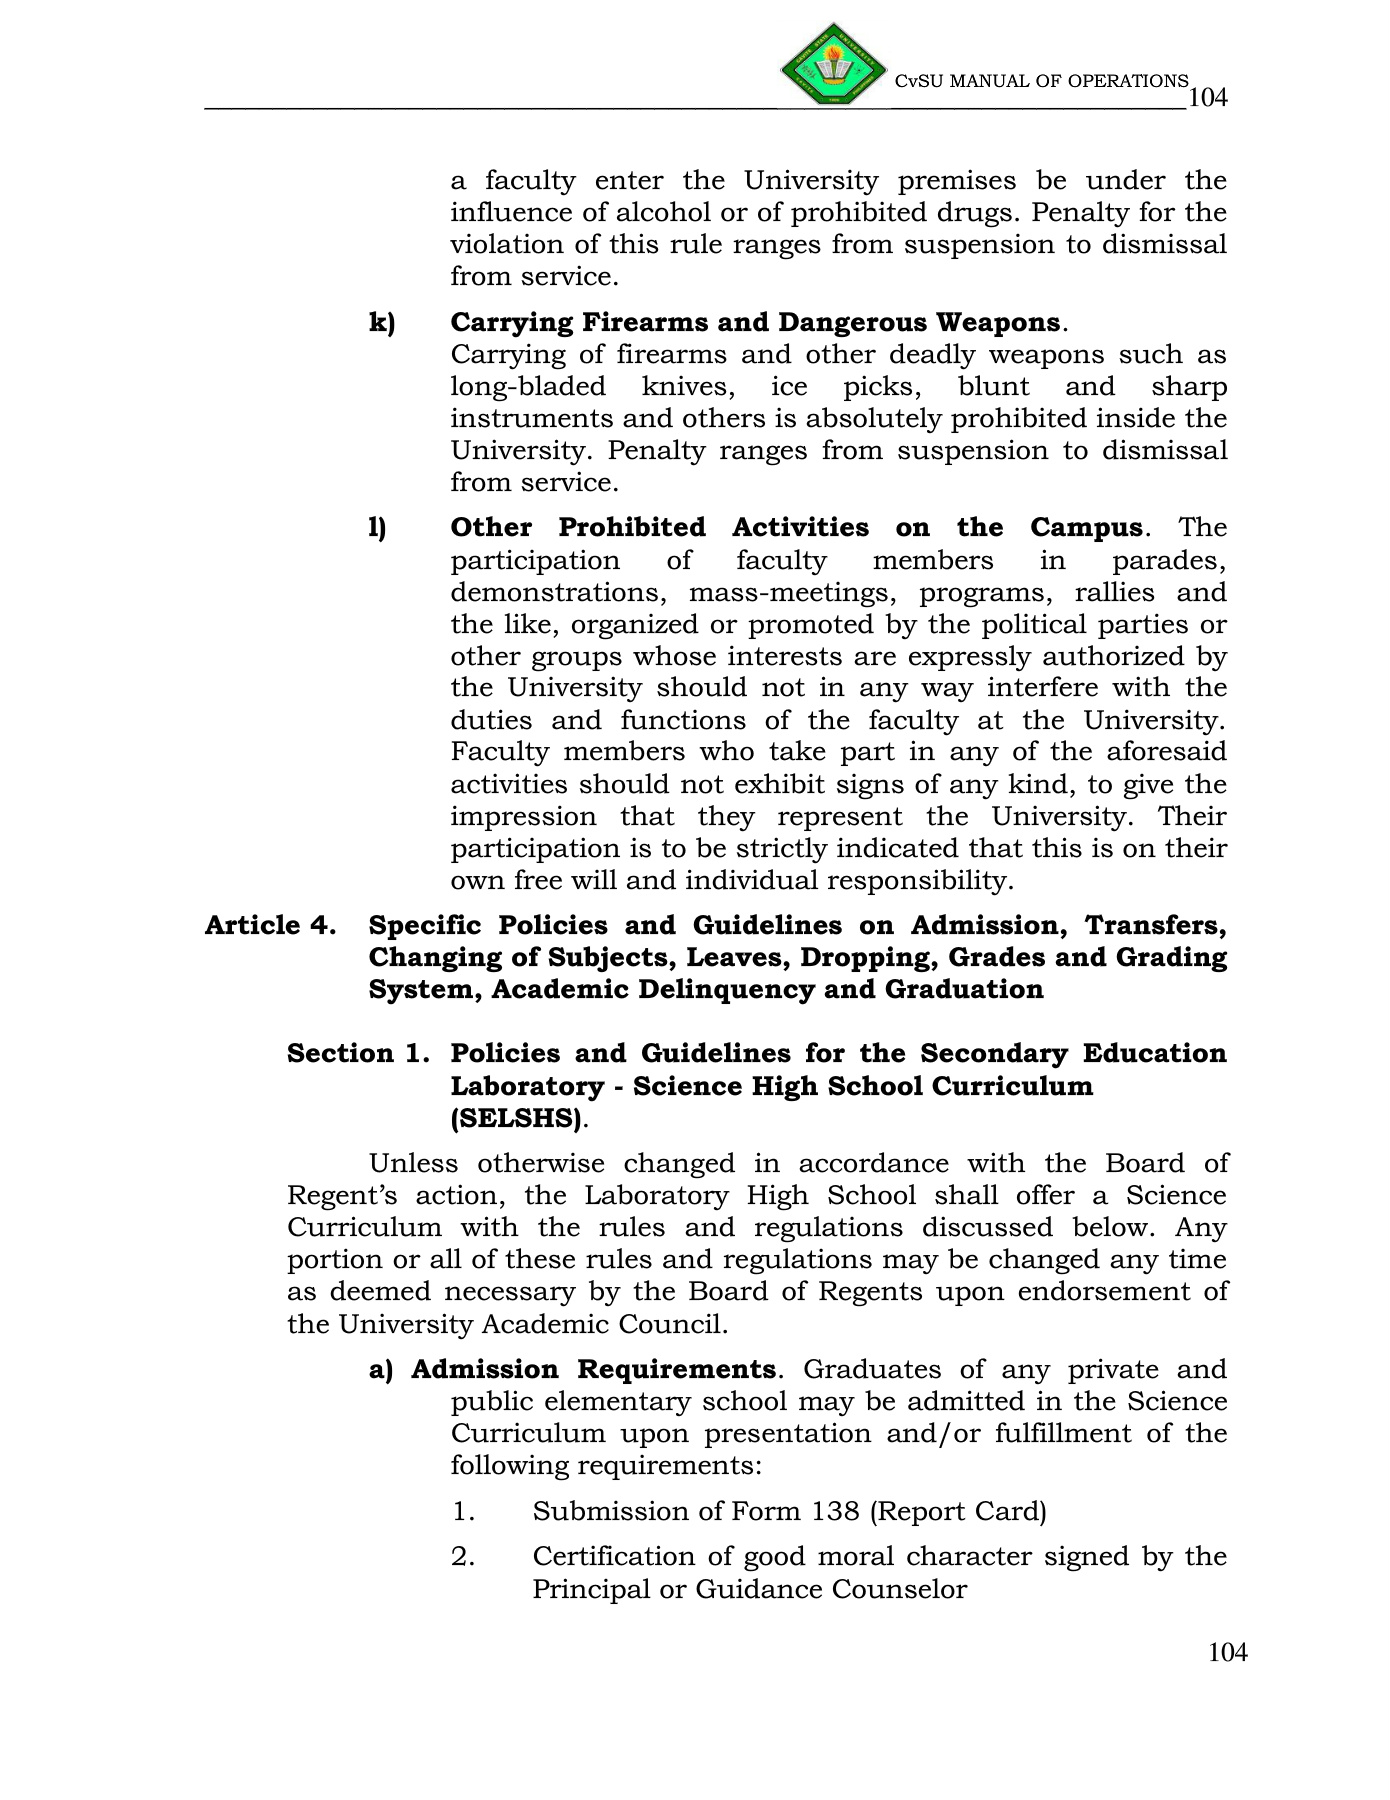 CvSU MANUAL OF OPERATIONS
104
a faculty enter the University premises be under the
influence of alcohol or of prohibited drugs. Penalty for the
violation of this rule ranges from suspension to dismissal
from service.
k) Carrying Firearms and Dangerous Weapons.
Carrying of firearms and other deadly weapons such as
long-bladed knives, ice picks, blunt and sharp
instruments and others is absolutely prohibited inside the
University. Penalty ranges from suspension to dismissal
from service.
l) Other Prohibited Activities on the Campus. The
participation of faculty members in parades,
demonstrations, mass-meetings, programs, rallies and
the like, organized or promoted by the political parties or
other groups whose interests are expressly authorized by
the University should not in any way interfere with the
duties and functions of the faculty at the University.
Faculty members who take part in any of the aforesaid
activities should not exhibit signs of any kind, to give the
impression that they represent the University. Their
participation is to be strictly indicated that this is on their
own free will and individual responsibility.
Article 4. Specific Policies and Guidelines on Admission, Transfers,
Changing of Subjects, Leaves, Dropping, Grades and Grading
System, Academic Delinquency and Graduation
Section 1. Policies and Guidelines for the Secondary Education
Laboratory - Science High School Curriculum
(SELSHS).
Unless otherwise changed in accordance with the Board of
Regent’s action, the Laboratory High School shall offer a Science
Curriculum with the rules and regulations discussed below. Any
portion or all of these rules and regulations may be changed any time
as deemed necessary by the Board of Regents upon endorsement of
the University Academic Council.
a) Admission Requirements. Graduates of any private and
public elementary school may be admitted in the Science
Curriculum upon presentation and/or fulfillment of the
following requirements:
1. Submission of Form 138 (Report Card)
2. Certification of good moral character signed by the
Principal or Guidance Counselor
104